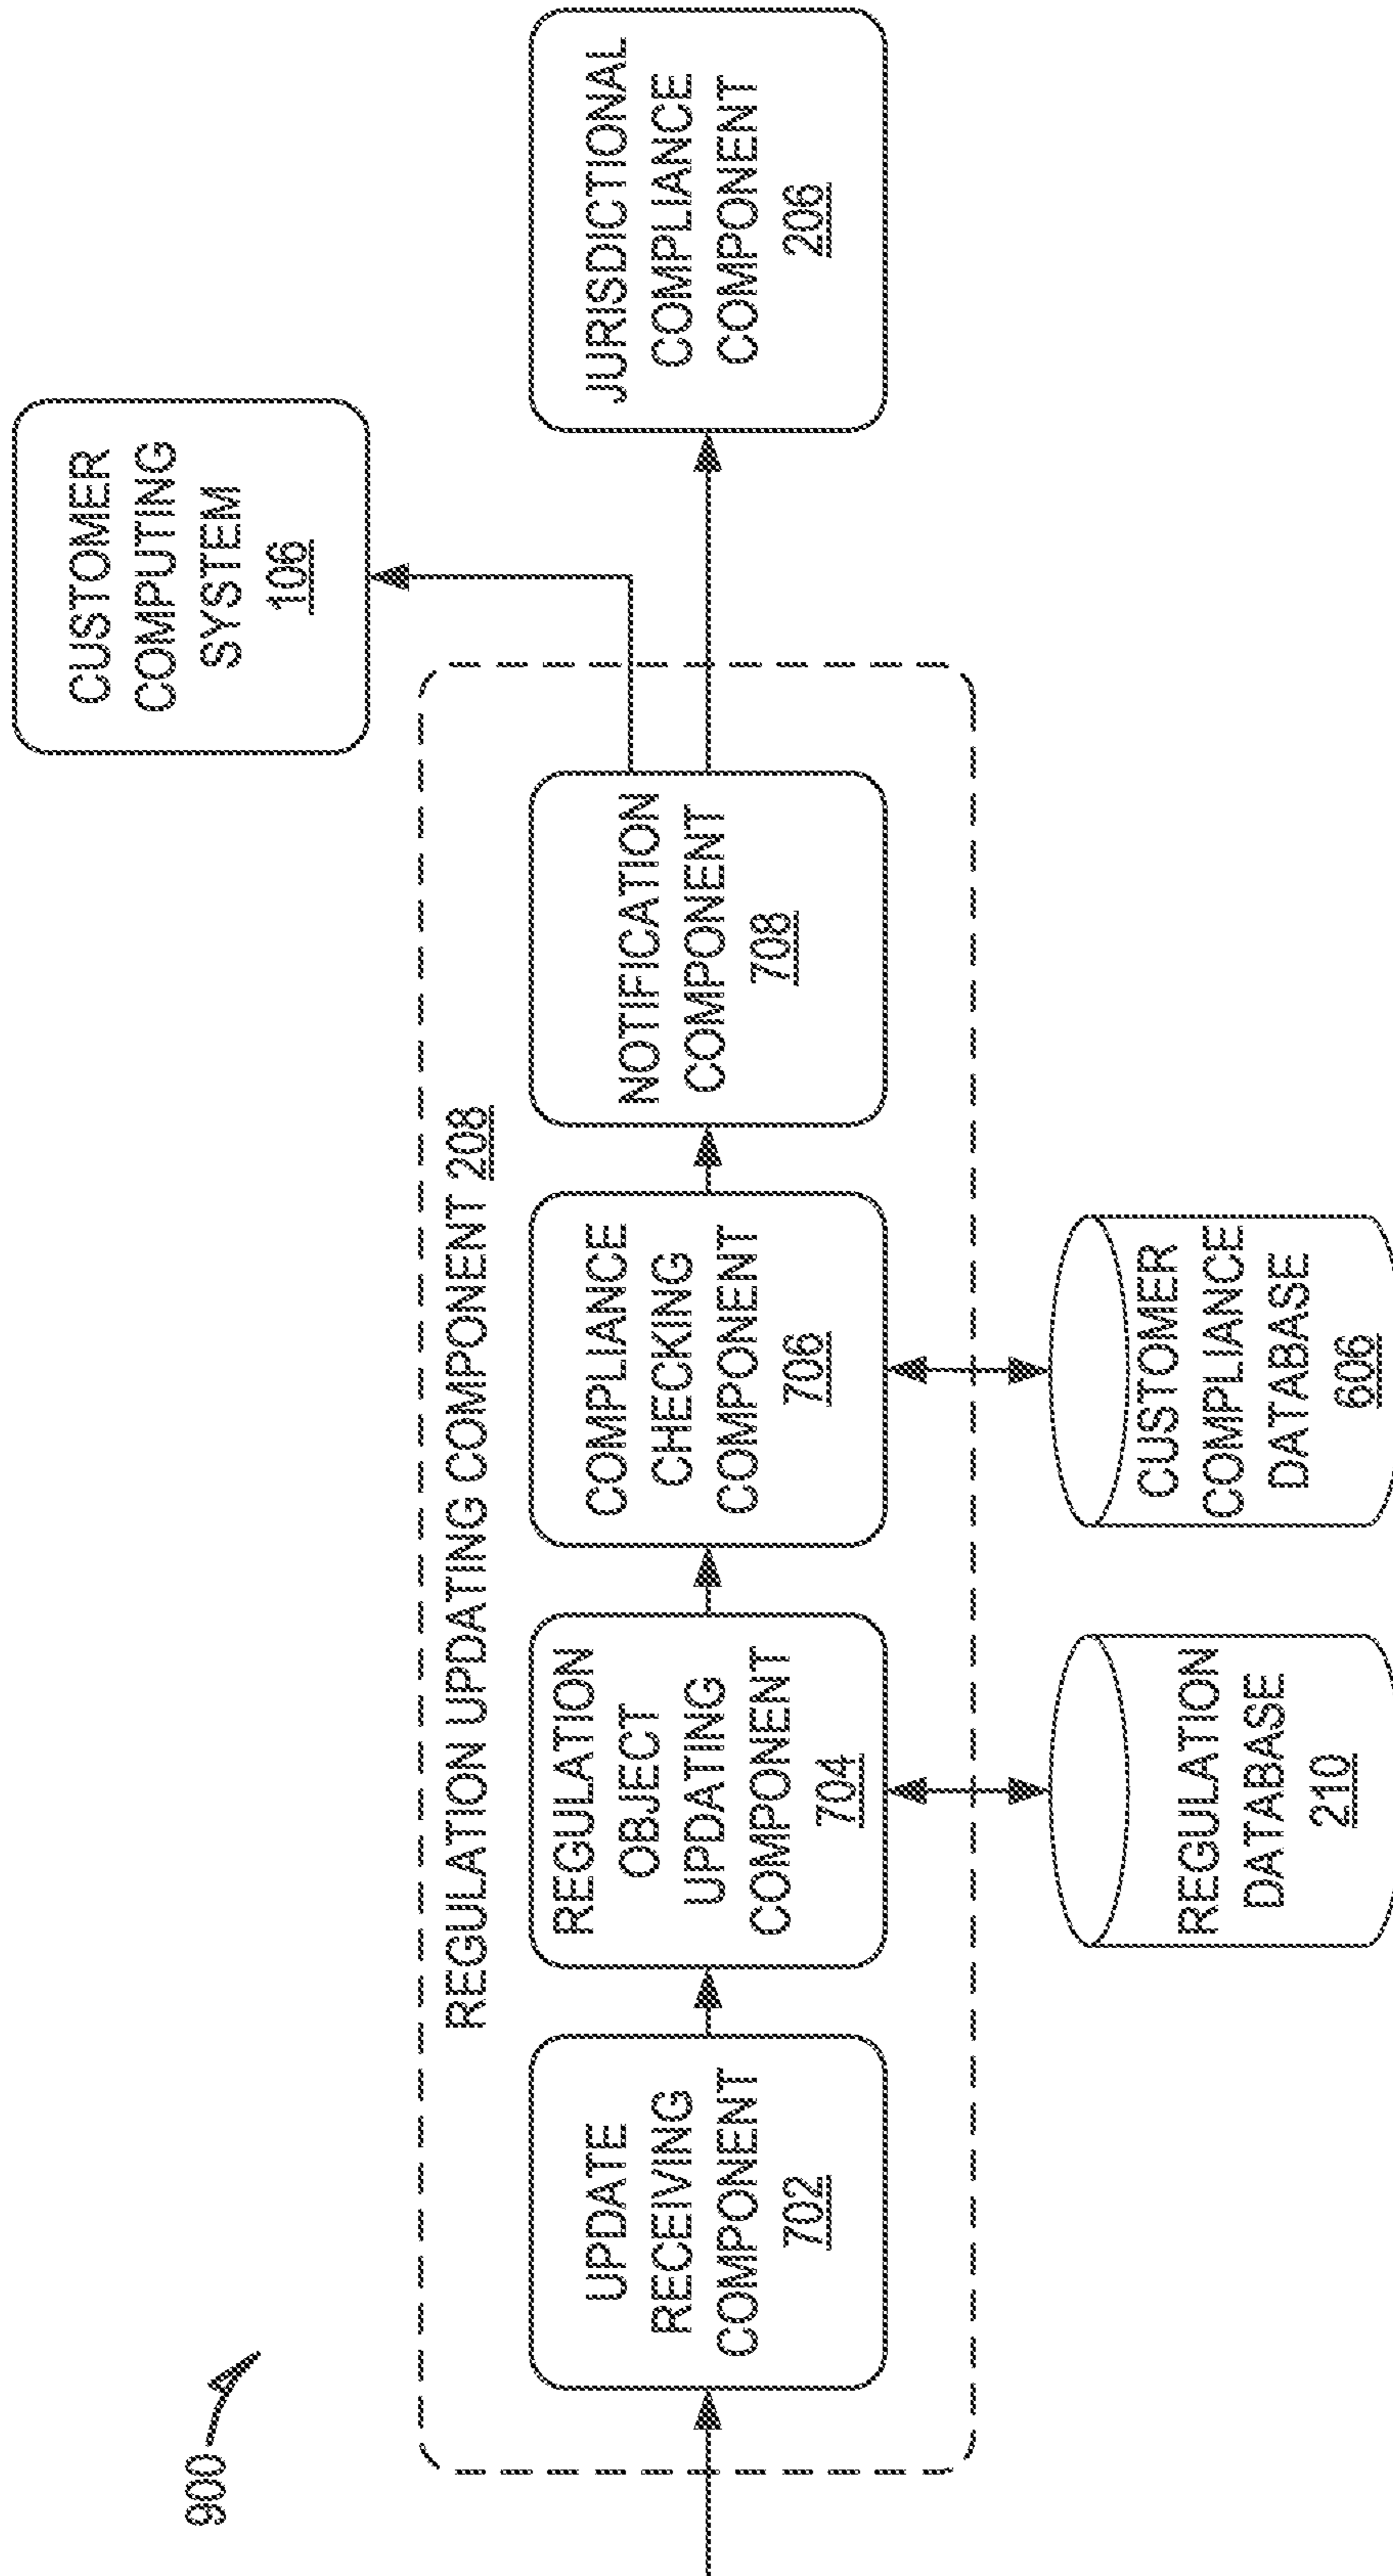 900
REGULATION UPDATING COMPONENT 208
UPDATE
RECEIVING
COMPONENT
702
REGULATION
OBJECT
UPDATING
COMPONENT
704
COMPLIANCE
CHECKING
COMPONENT
706
NOTIFICATION
COMPONENT
708
CUSTOMER
COMPUTING
SYSTEM
106
JURISDICTIONAL
COMPLIANCE
COMPONENT
206
REGULATION
DATABASE
210
CUSTOMER
COMPLIANCE
DATABASE
606